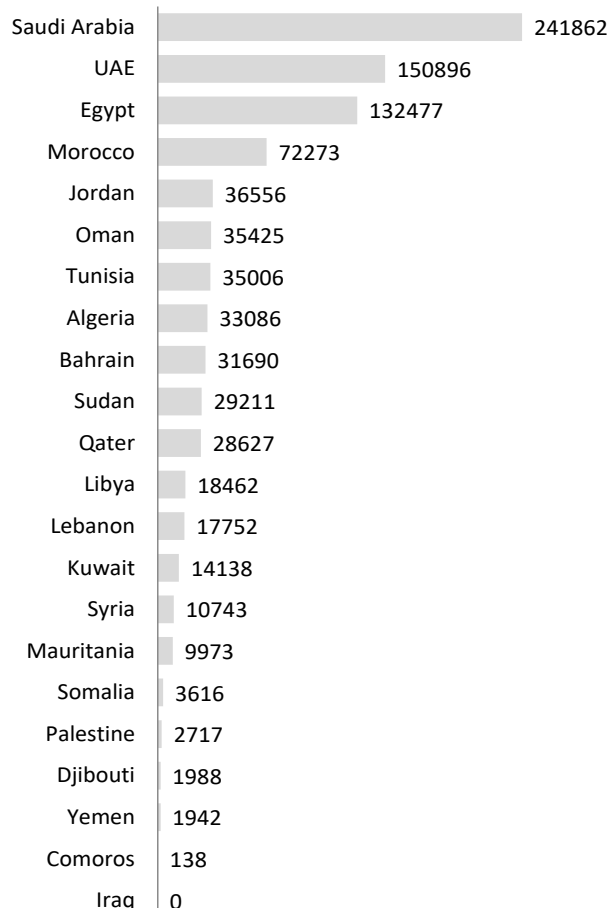 Saudi Arabia 241862
UAE 150896
Egypt 132477
Morocco 72273
Jordan 36556
Oman 35425
Tunisia 35006
Algeria 33086
Bahrain 31690
Sudan 29211
Qater 28627
Libya 18462
Lebanon 17752
Kuwait 14138
Syria 10743
Mauritania 9973
Somalia 3616
Palestine 2717
Djibouti 1988
Yemen 1942
Comoros 138
Iraq 0